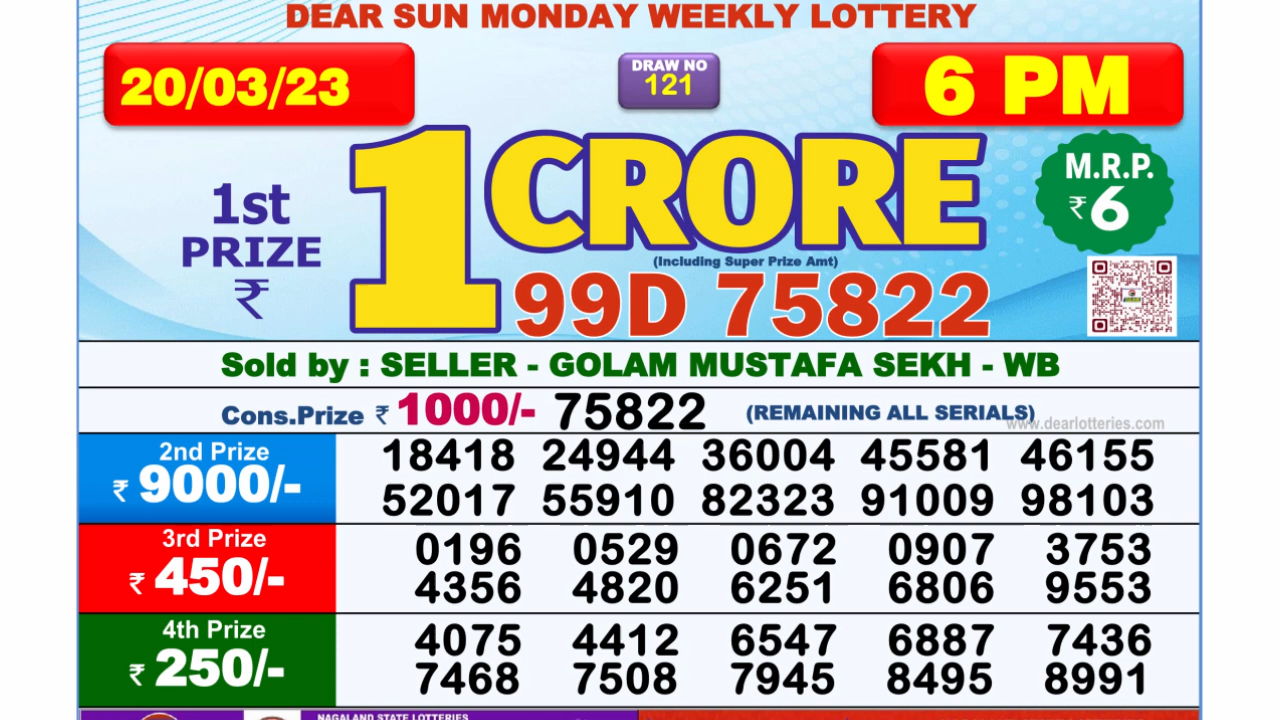 DEAR SUN MONDAY WEEKLY LOTTERY
20/03/23
DRAW NO
121
6 PM
1st
PRIZE
₹
1 CRORE
(Including Super Prize Amt)
99D 75822
M.R.P.
₹6
Sold by : SELLER - GOLAM MUSTAFA SEKH - WB
Cons.Prize ₹ 1000/- 75822 (REMAINING ALL SERIALS)
www.dearlotteries.com
2nd Prize
₹ 9000/-
18418 24944 36004 45581 46155
52017 55910 82323 91009 98103
3rd Prize
₹ 450/-
0196 0529 0672 0907 3753
4356 4820 6251 6806 9553
4th Prize
₹ 250/-
4075 4412 6547 6887 7436
7468 7508 7945 8495 8991
NAGALAND STATE LOTTERIES